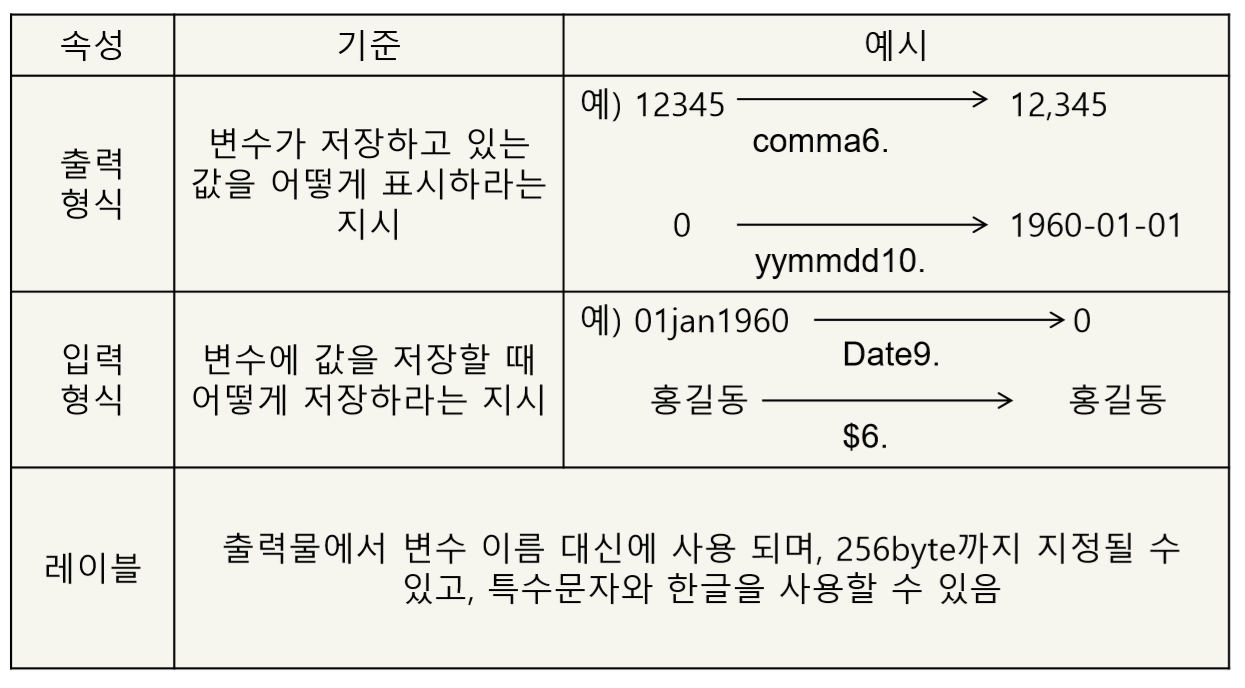 속성 기준 예시
출력
형식
변수가 저장하고 있는
값을 어떻게 표시하라는
지시
예) 12345 12,345
comma6.
0 1960-01-01
yymmdd10.
입력
형식
변수에 값을 저장할 때
어떻게 저장하라는 지시
예) 01jan1960 0
Date9.
홍길동 홍길동
$6.
레이블
출력물에서 변수 이름 대신에 사용 되며, 256byte까지 지정될 수
있고, 특수문자와 한글을 사용할 수 있음